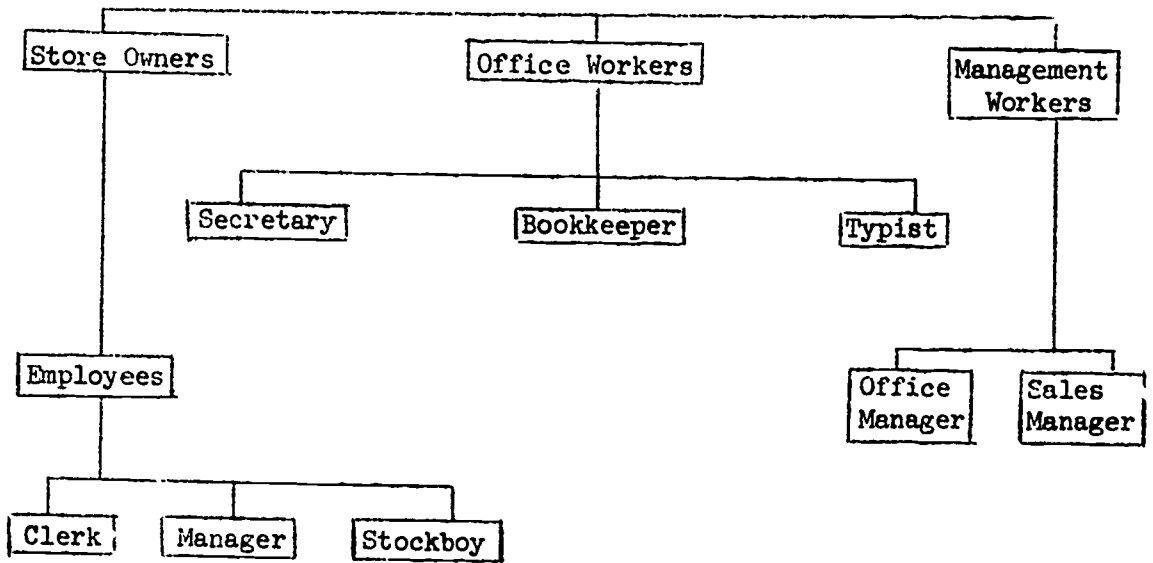 Store Owners
Office Workers
Management
Workers
Secretary
Bookkeeper
Typist
Employees
Office
Manager
Sales
Manager
Clerk
Manager
Stockboy